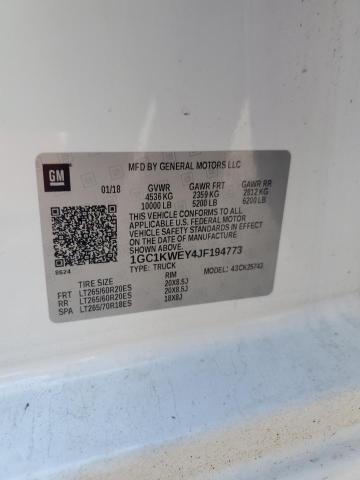 GM
MFD BY GENERAL MOTORS LLC
01/18 GVWR GAWR FRT GAWR RR
4536 KG 2359 KG 2812 KG
10000 LB 5200 LB 6200 LB
THIS VEHICLE CONFORMS TO ALL
APPLICABLE U.S. FEDERAL MOTOR
VEHICLE SAFETY STANDARDS IN
EFFECT ON THE DATE OF MANUFACTURE
SHOWN ABOVE.
8624
1GC1KWEY4JF194773
TYPE: TRUCK MODEL: 43CK25743
TIRE SIZE RIM
FRT LT265/60R20ES 20X8.5J
RR LT265/60R20ES 20X8.5J
SPA LT265/70R18ES 18X8J